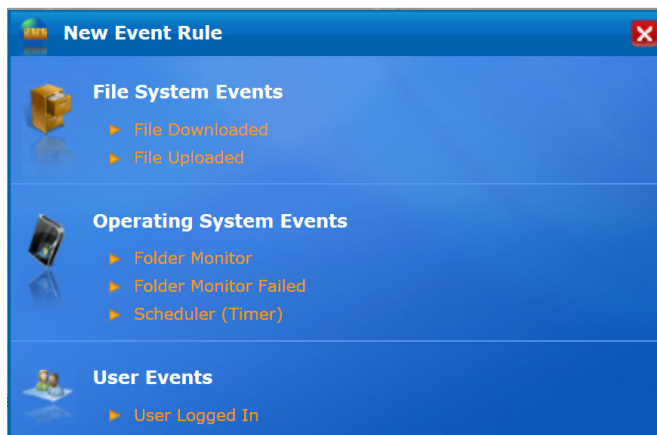 New Event Rule
File System Events
File Downloaded
File Uploaded
Operating System Events
Folder Monitor
Folder Monitor Failed
Scheduler (Timer)
User Events
User Logged In